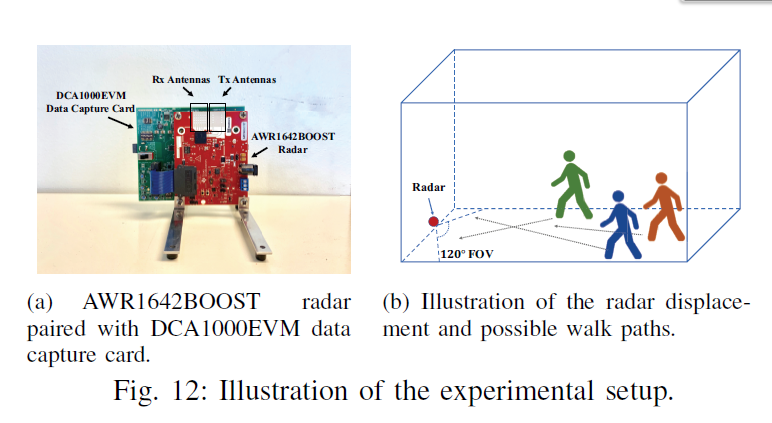 Rx Antennas Tx Antennas
DCA1000EVM
Data Capture Card
AWR1642BOOST
Radar
Radar
120° FOV
(a) AWR1642BOOST radar
paired with DCA1000EVM data
capture card.
(b) Illustration of the radar displace-
ment and possible walk paths.
Fig. 12: Illustration of the experimental setup.